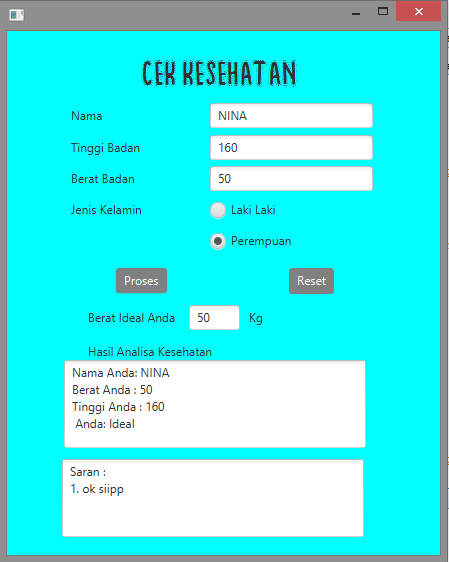 CEK KESEHATAN
Nama NINA
Tinggi Badan 160
Berat Badan 50
Jenis Kelamin Laki Laki
Perempuan
Proses Reset
Berat Ideal Anda 50 Kg
Hasil Analisa Kesehatan
Nama Anda: NINA
Berat Anda : 50
Tinggi Anda : 160
Anda: Ideal
Saran :
1. ok siipp